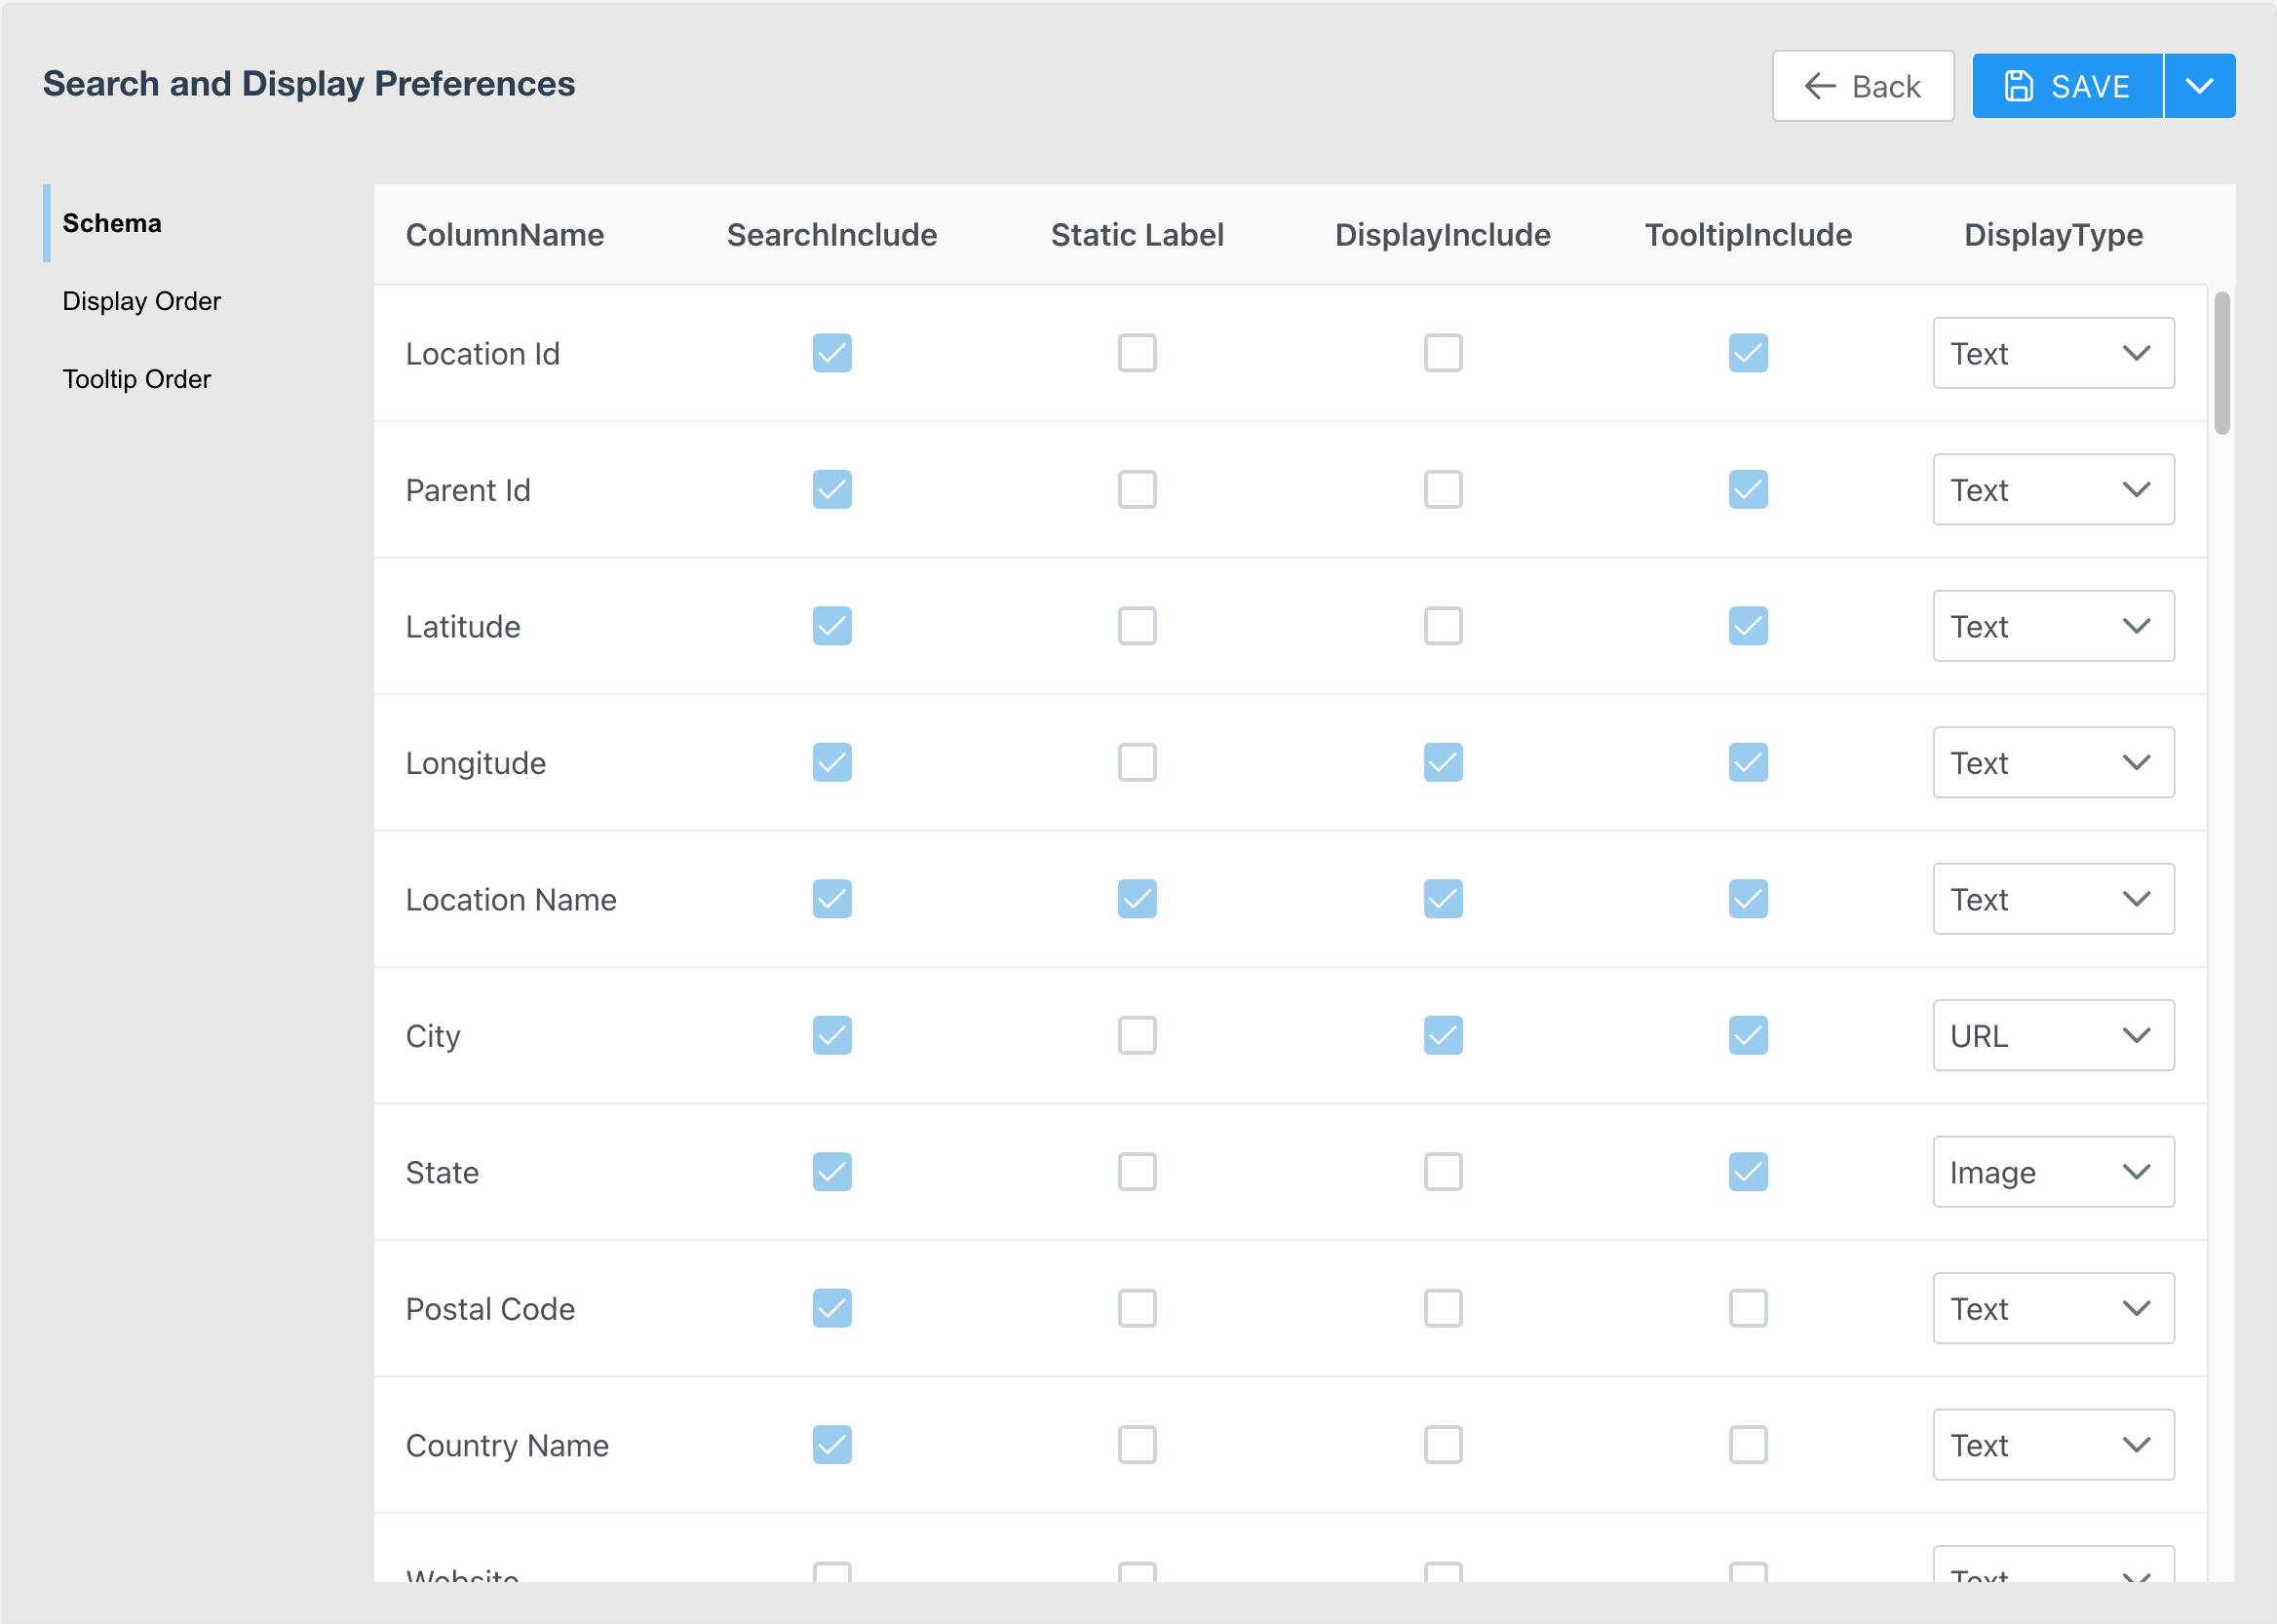 Search and Display Preferences
Back
SAVE
Schema
Display Order
Tooltip Order
ColumnName SearchInclude Static Label DisplayInclude TooltipInclude DisplayType
Location Id Text
Parent Id Text
Latitude Text
Longitude Text
Location Name Text
City URL
State Image
Postal Code Text
Country Name Text
Website Text